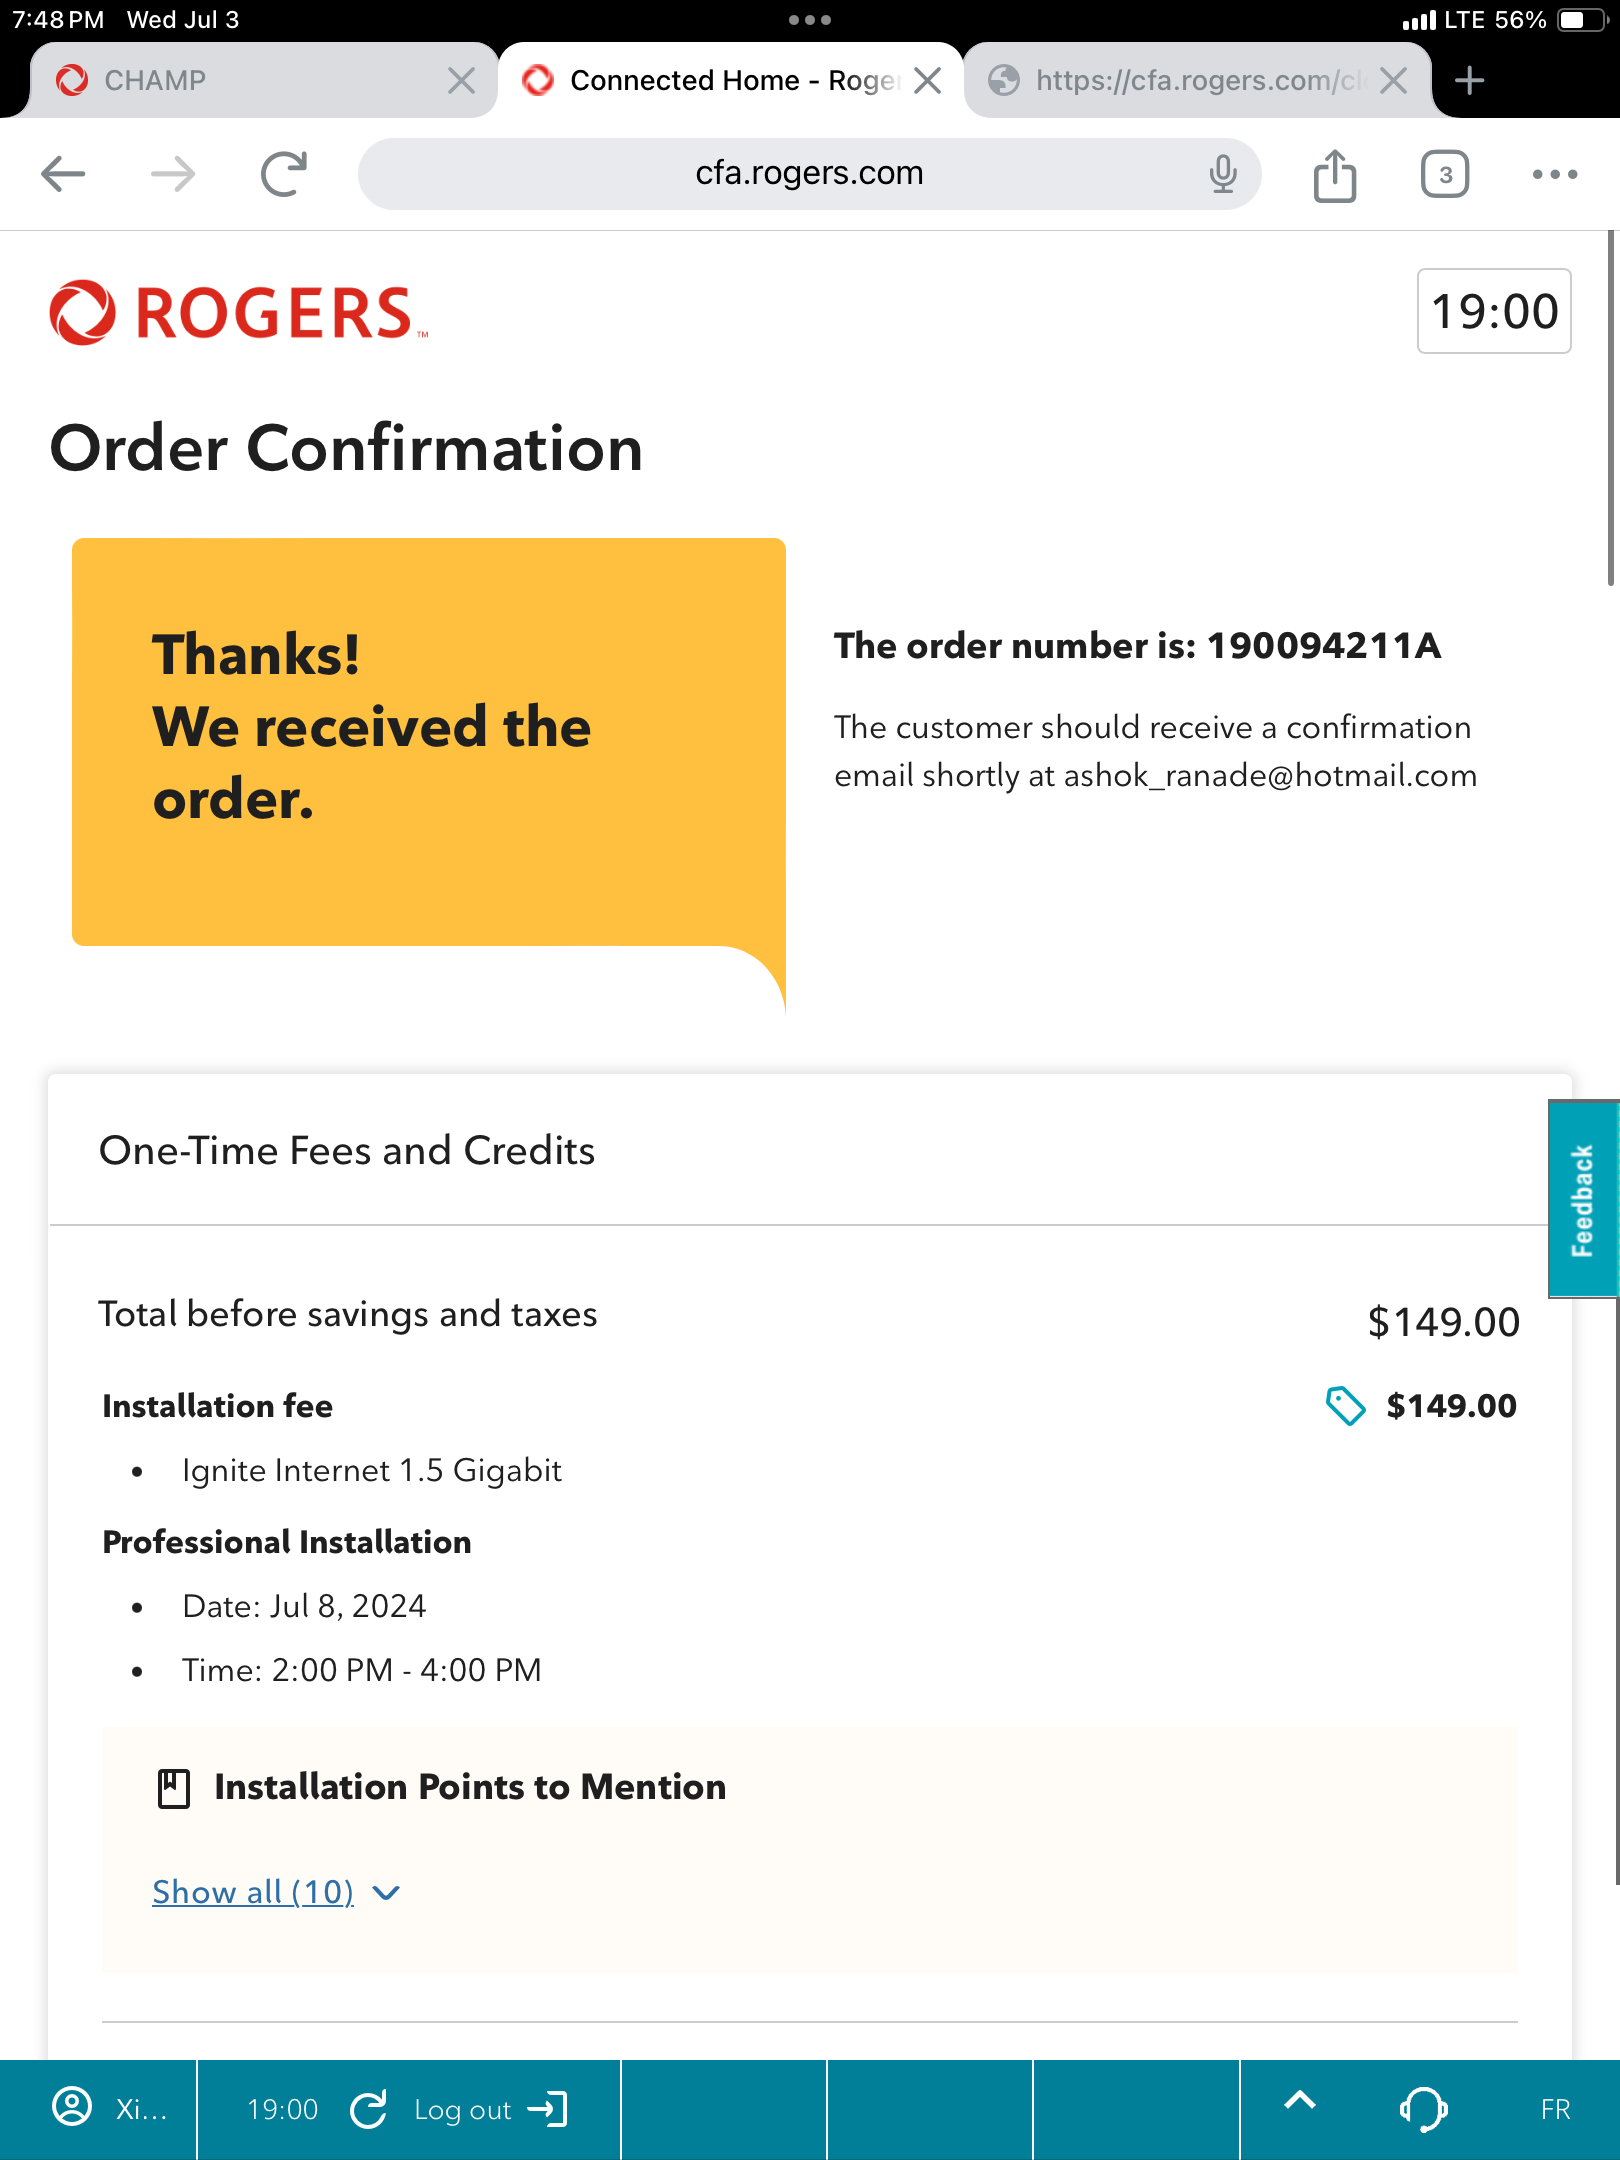 7:48 PM Wed Jul 3
LTE 56%
CHAMP
Connected Home - Roger
https://cfa.rogers.com/cl
cfa.rogers.com
3
ROGERS™
19:00
Order Confirmation
Thanks!
We received the
order.
The order number is: 190094211A
The customer should receive a confirmation
email shortly at ashok_ranade@hotmail.com
One-Time Fees and Credits
Feedback
Total before savings and taxes $149.00
Installation fee $149.00
• Ignite Internet 1.5 Gigabit
Professional Installation
• Date: Jul 8, 2024
• Time: 2:00 PM - 4:00 PM
Installation Points to Mention
Show all (10)
Xi... 19:00 Log out FR